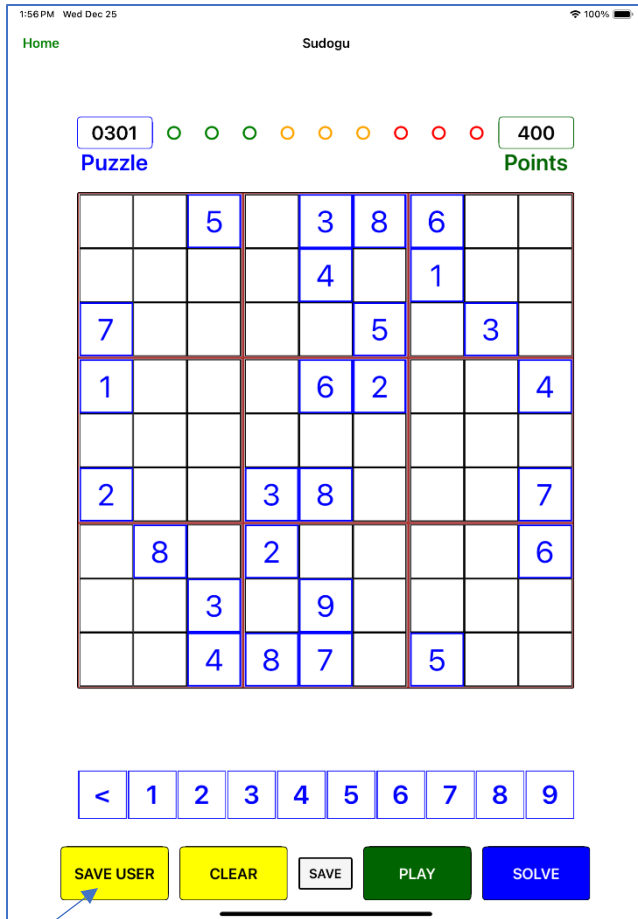 1:56 PM Wed Dec 25 100%
Home Sudogu
0301 400
Puzzle Points
5 3 8 6
4 1
7 5 3
1 6 2 4
2 3 8 7
8 2 6
3 9
4 8 7 5
< 1 2 3 4 5 6 7 8 9
SAVE USER CLEAR SAVE PLAY SOLVE